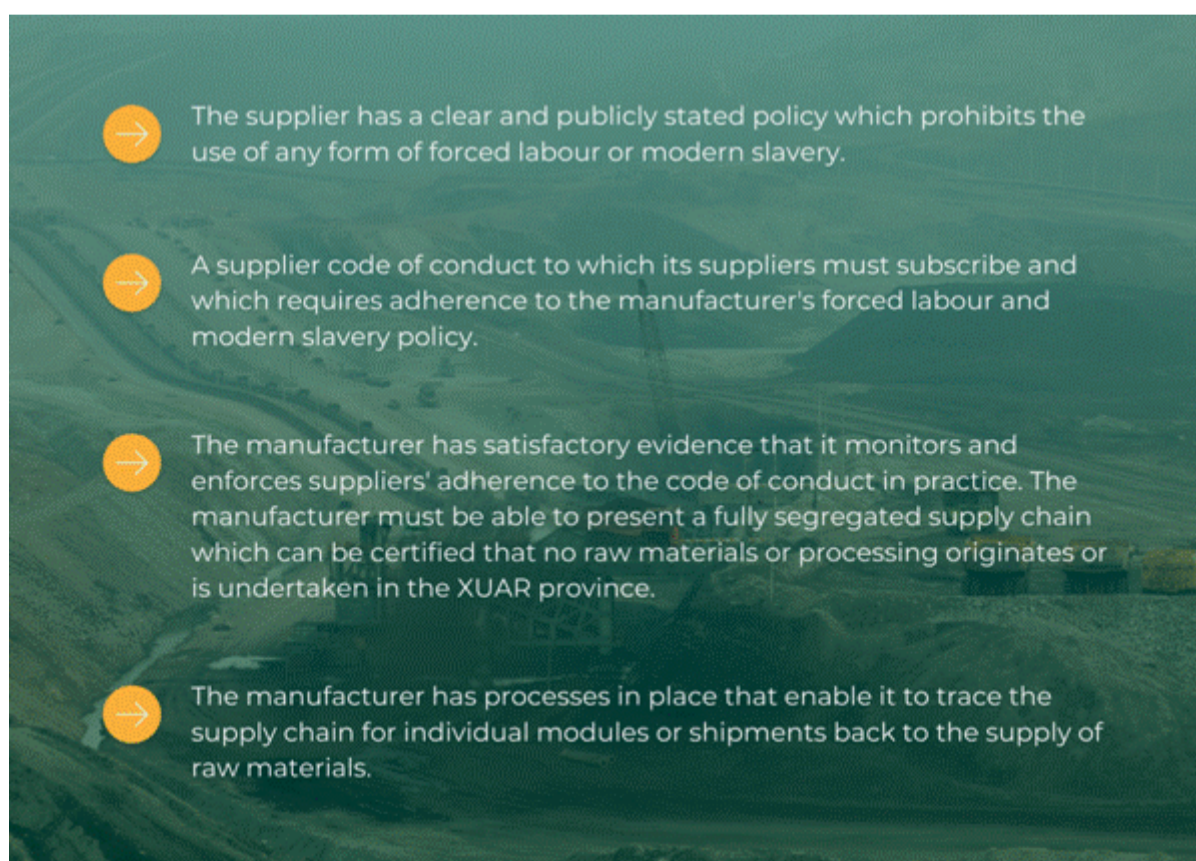 The supplier has a clear and publicly stated policy which prohibits the
use of any form of forced labour or modern slavery.
A supplier code of conduct to which its suppliers must subscribe and
which requires adherence to the manufacturer's forced labour and
modern slavery policy.
The manufacturer has satisfactory evidence that it monitors and
enforces suppliers' adherence to the code of conduct in practice. The
manufacturer must be able to present a fully segregated supply chain
which can be certified that no raw materials or processing originates or
is undertaken in the XUAR province.
The manufacturer has processes in place that enable it to trace the
supply chain for individual modules or shipments back to the supply of
raw materials.